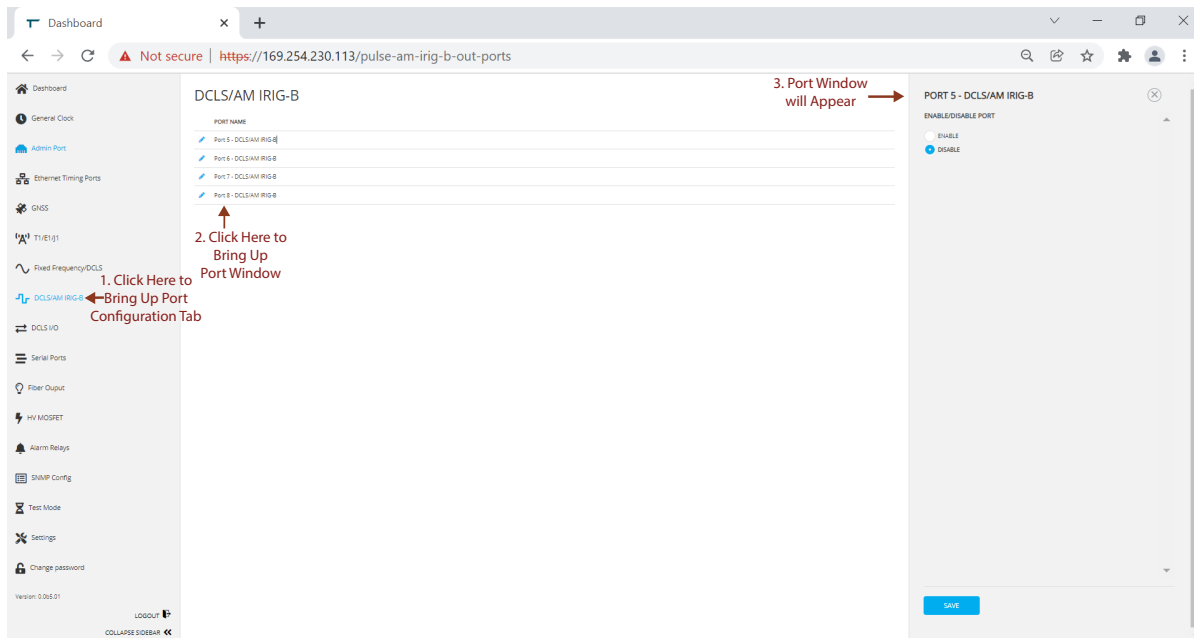 Dashboard
Not secure | https://169.254.230.113/pulse-am-irig-b-out-ports
Dashboard
General Clock
Admin Port
Ethernet Timing Ports
GNSS
T1/E1/J1
Fixed Frequency/DCLS
DCLS/AM IRIG-B
DCLS I/O
Serial Ports
Fiber Ouput
HV MOSFET
Alarm Relays
SNMP Config
Test Mode
Settings
Change password
Version: 0.0b5.01
LOGOUT
COLLAPSE SIDEBAR
1. Click Here to
Bring Up Port
Configuration Tab
DCLS/AM IRIG-B
PORT NAME
Port 5 - DCLS/AM IRIG-B
Port 6 - DCLS/AM IRIG-B
Port 7 - DCLS/AM IRIG-B
Port 8 - DCLS/AM IRIG-B
2. Click Here to
Bring Up
Port Window
3. Port Window
will Appear
PORT 5 - DCLS/AM IRIG-B
ENABLE/DISABLE PORT
ENABLE
DISABLE
SAVE